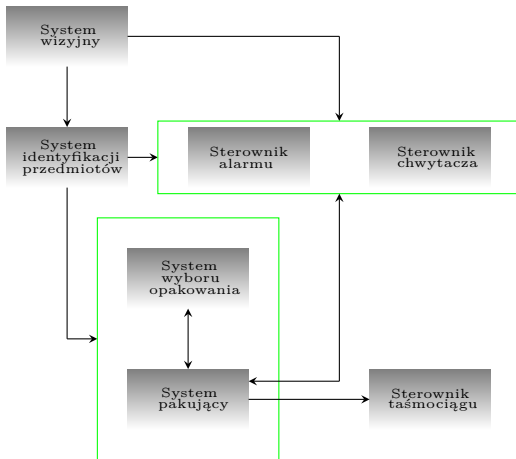 System
wizyjny
System
identyfikacji
przedmiotów
Sterownik
alarmu
Sterownik
chwytacza
System
wyboru
opakowania
System
pakujący
Sterownik
taśmociągu